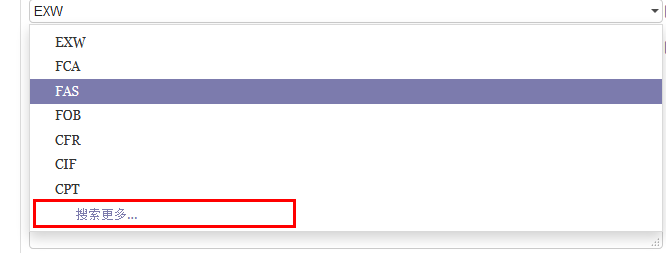 EXW
EXW
FCA
FAS
FOB
CFR
CIF
CPT
搜索更多...